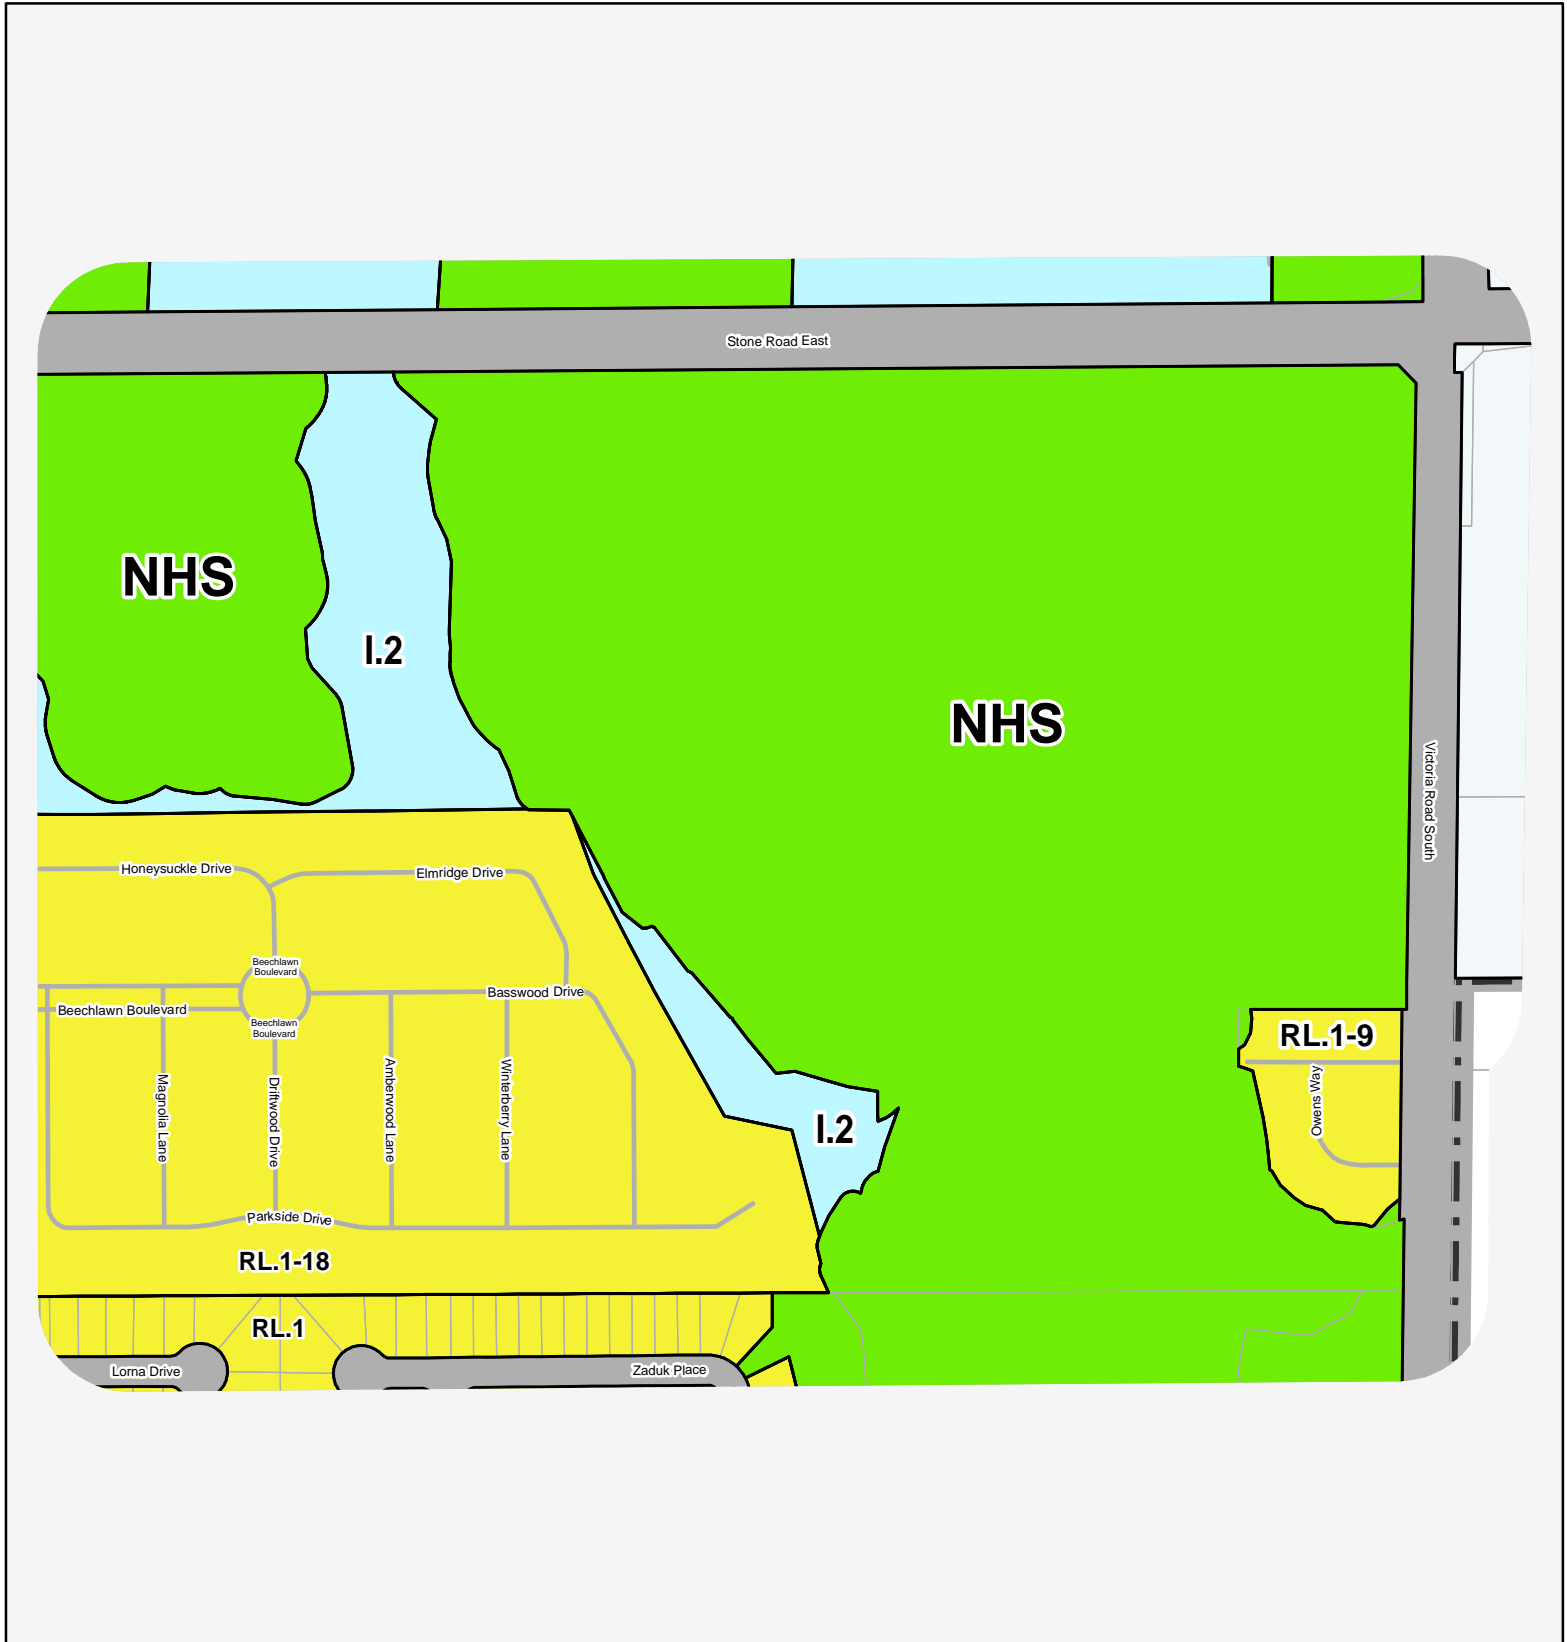 Stone Road East
NHS
I.2
NHS
Victoria Road South
Honeysuckle Drive
Elmridge Drive
Beechlawn
Boulevard
Basswood Drive
Beechlawn Boulevard
Beechlawn
Boulevard
RL.1-9
Owens Way
Magnolia Lane
Driftwood Drive
Amberwood Lane
Winterberry Lane
I.2
Parkside Drive
RL.1-18
RL.1
Lorna Drive
Zaduk Place